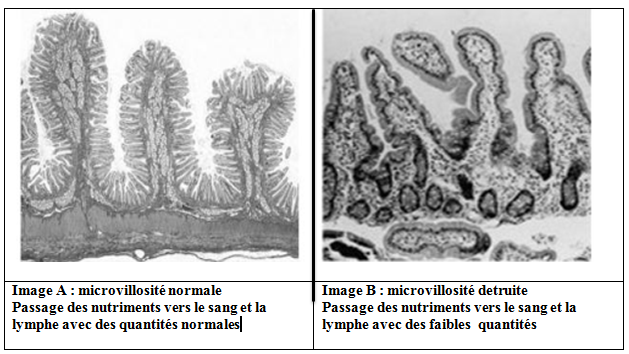 Image A : microvillosité normale
Passage des nutriments vers le sang et la
lymphe avec des quantités normales
Image B : microvillosité detruite
Passage des nutriments vers le sang et la
lymphe avec des faibles quantités